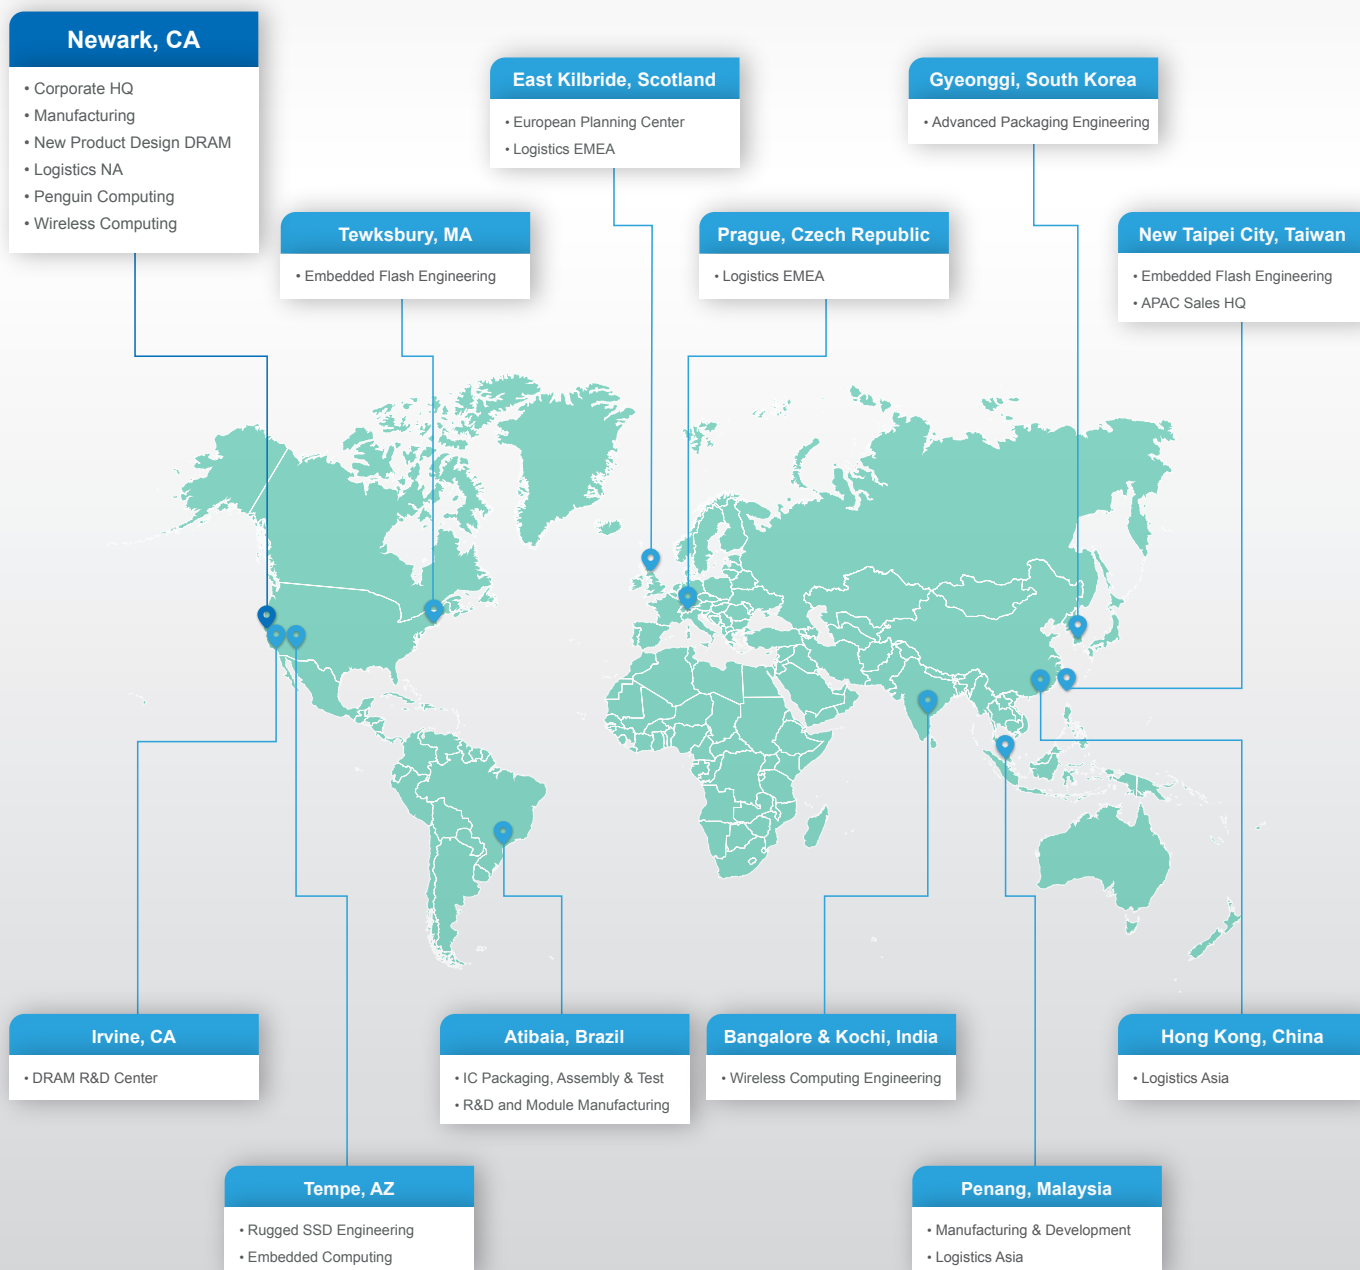 Newark, CA
• Corporate HQ
• Manufacturing
• New Product Design DRAM
• Logistics NA
• Penguin Computing
• Wireless Computing
East Kilbride, Scotland
• European Planning Center
• Logistics EMEA
Gyeonggi, South Korea
• Advanced Packaging Engineering
Tewksbury, MA
• Embedded Flash Engineering
Prague, Czech Republic
• Logistics EMEA
New Taipei City, Taiwan
• Embedded Flash Engineering
• APAC Sales HQ
Irvine, CA
• DRAM R&D Center
Atibaia, Brazil
• IC Packaging, Assembly & Test
• R&D and Module Manufacturing
Bangalore & Kochi, India
• Wireless Computing Engineering
Hong Kong, China
• Logistics Asia
Tempe, AZ
• Rugged SSD Engineering
• Embedded Computing
Penang, Malaysia
• Manufacturing & Development
• Logistics Asia